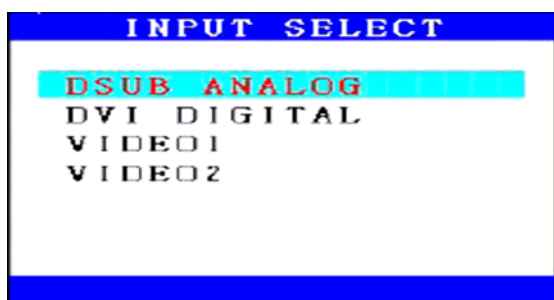 INPUT SELECT
DSUB ANALOG
DVI DIGITAL
VIDEO1
VIDEO2